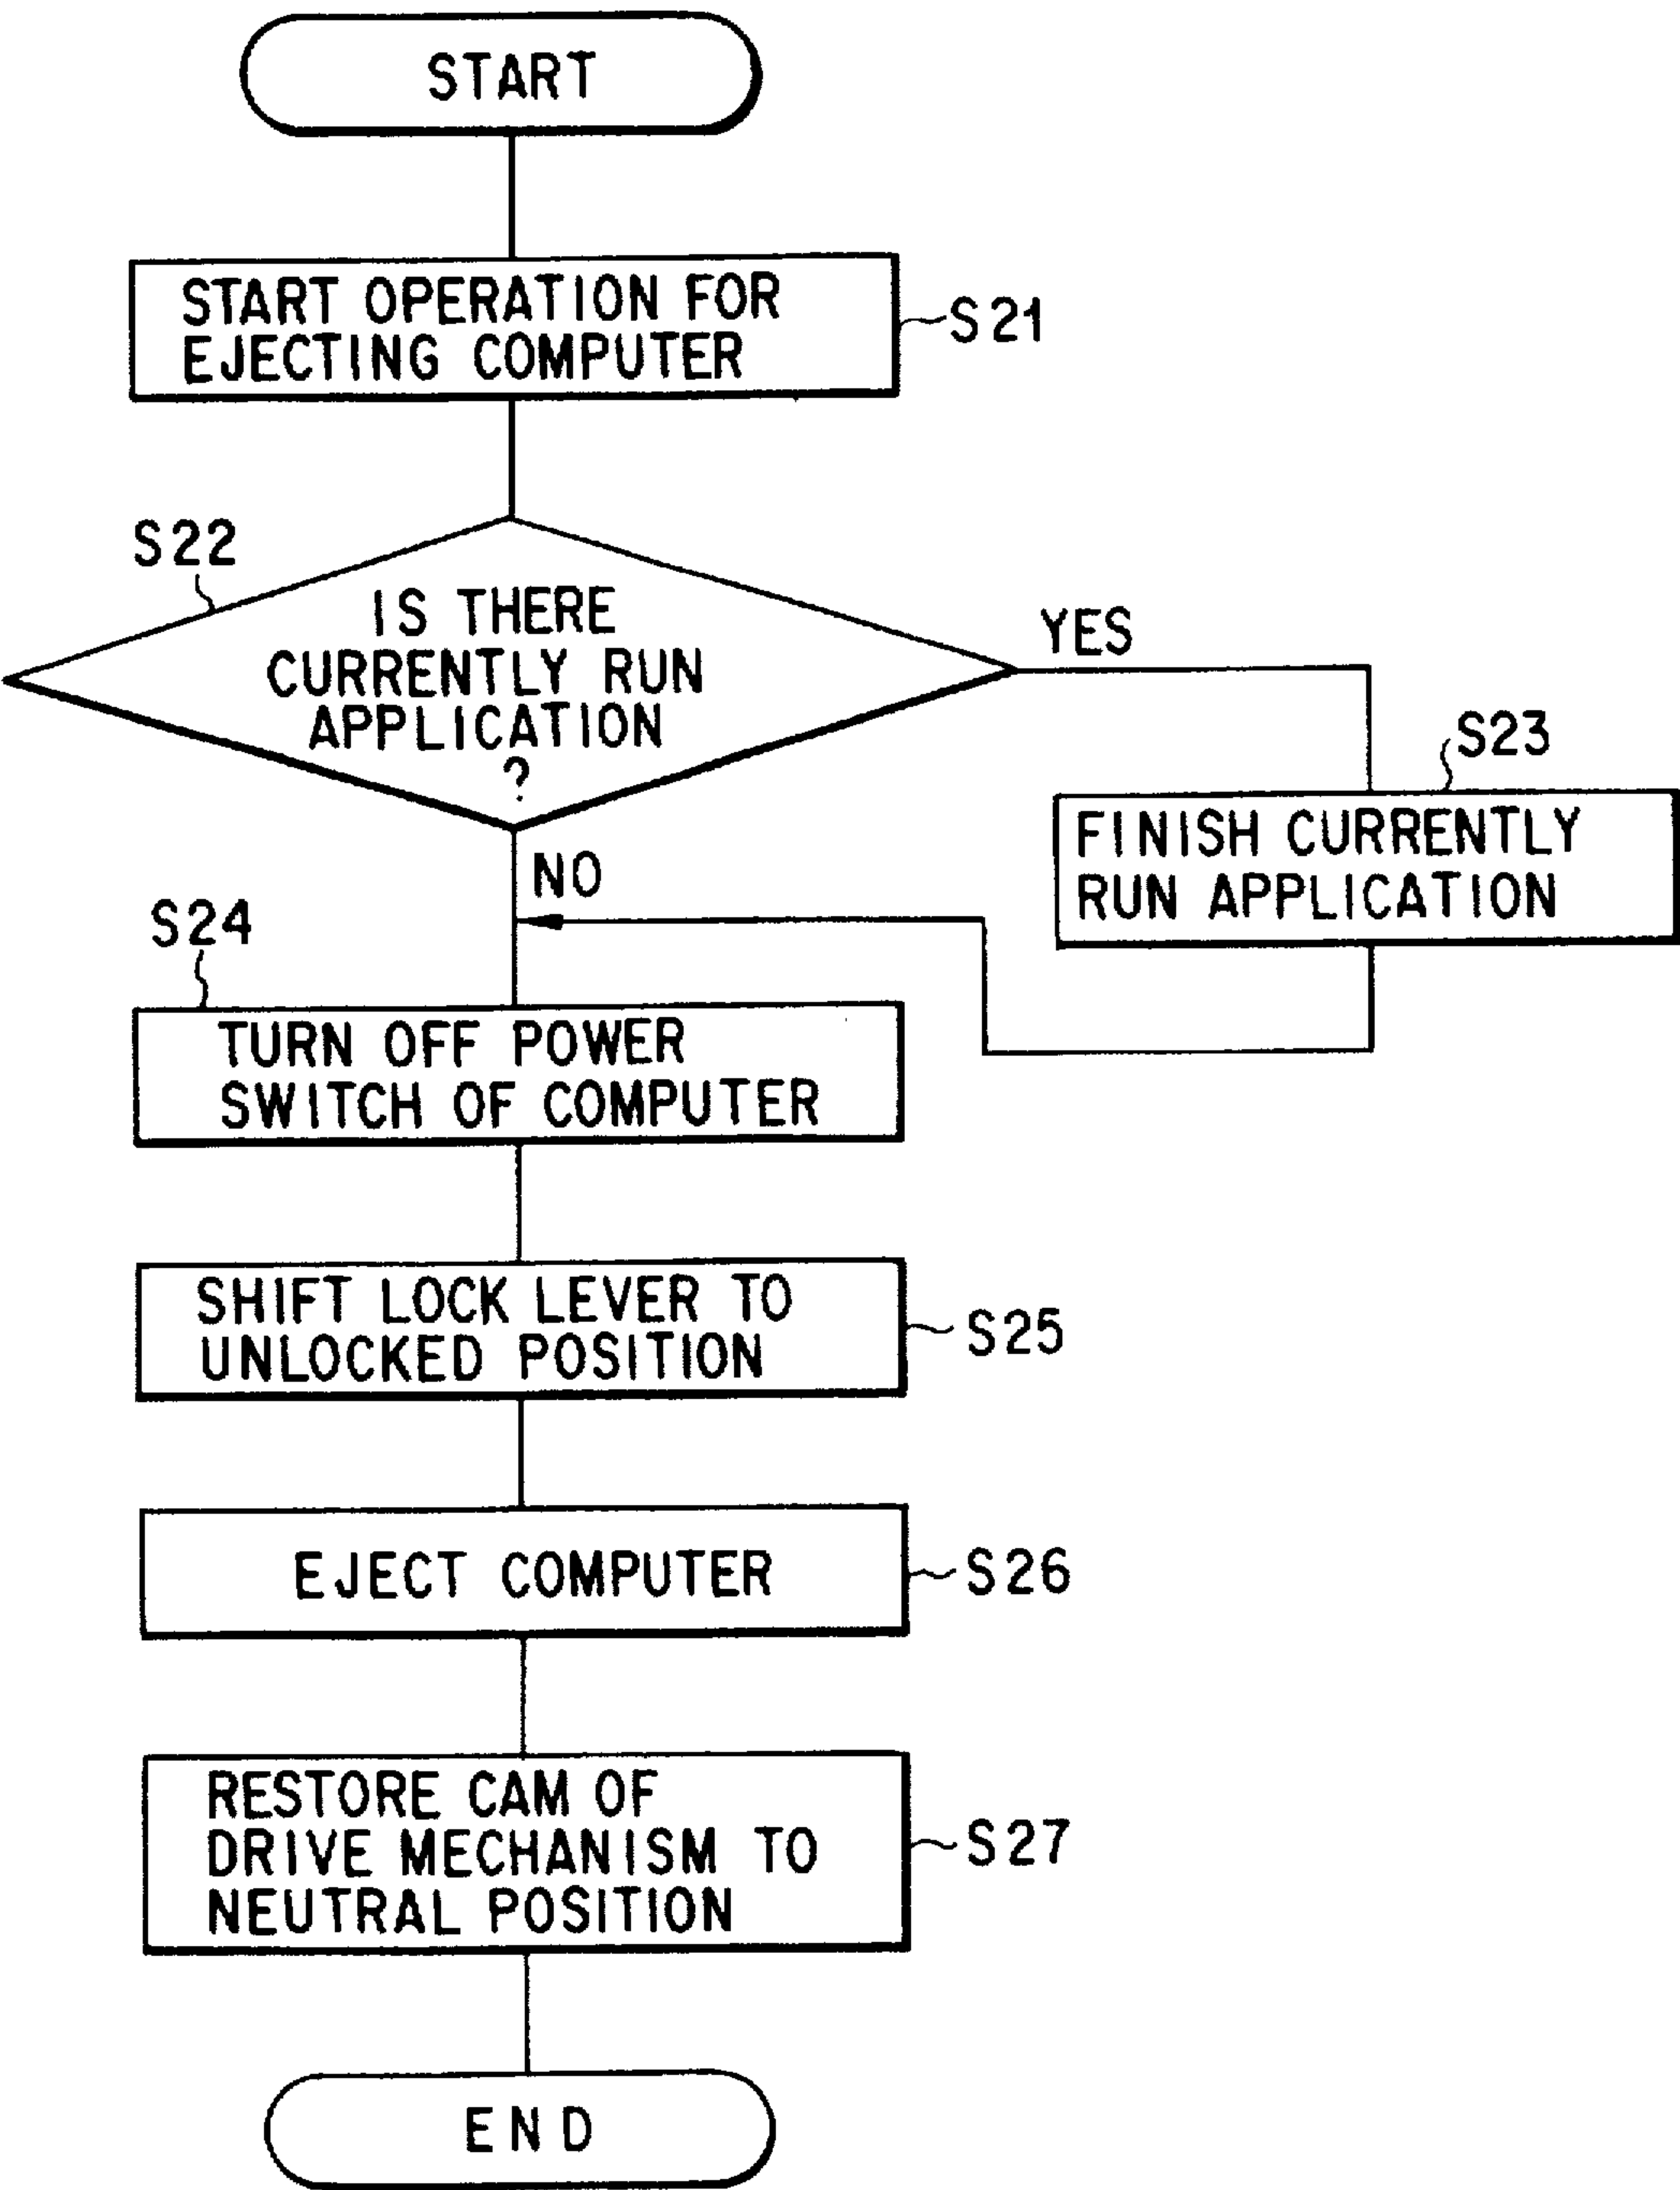 START
START OPERATION FOR
EJECTING COMPUTER
S21
S22
IS THERE
CURRENTLY RUN
APPLICATION
?
YES
S23
FINISH CURRENTLY
RUN APPLICATION
NO
S24
TURN OFF POWER
SWITCH OF COMPUTER
SHIFT LOCK LEVER TO
UNLOCKED POSITION
S25
EJECT COMPUTER
S26
RESTORE CAM OF
DRIVE MECHANISM TO
NEUTRAL POSITION
S27
END